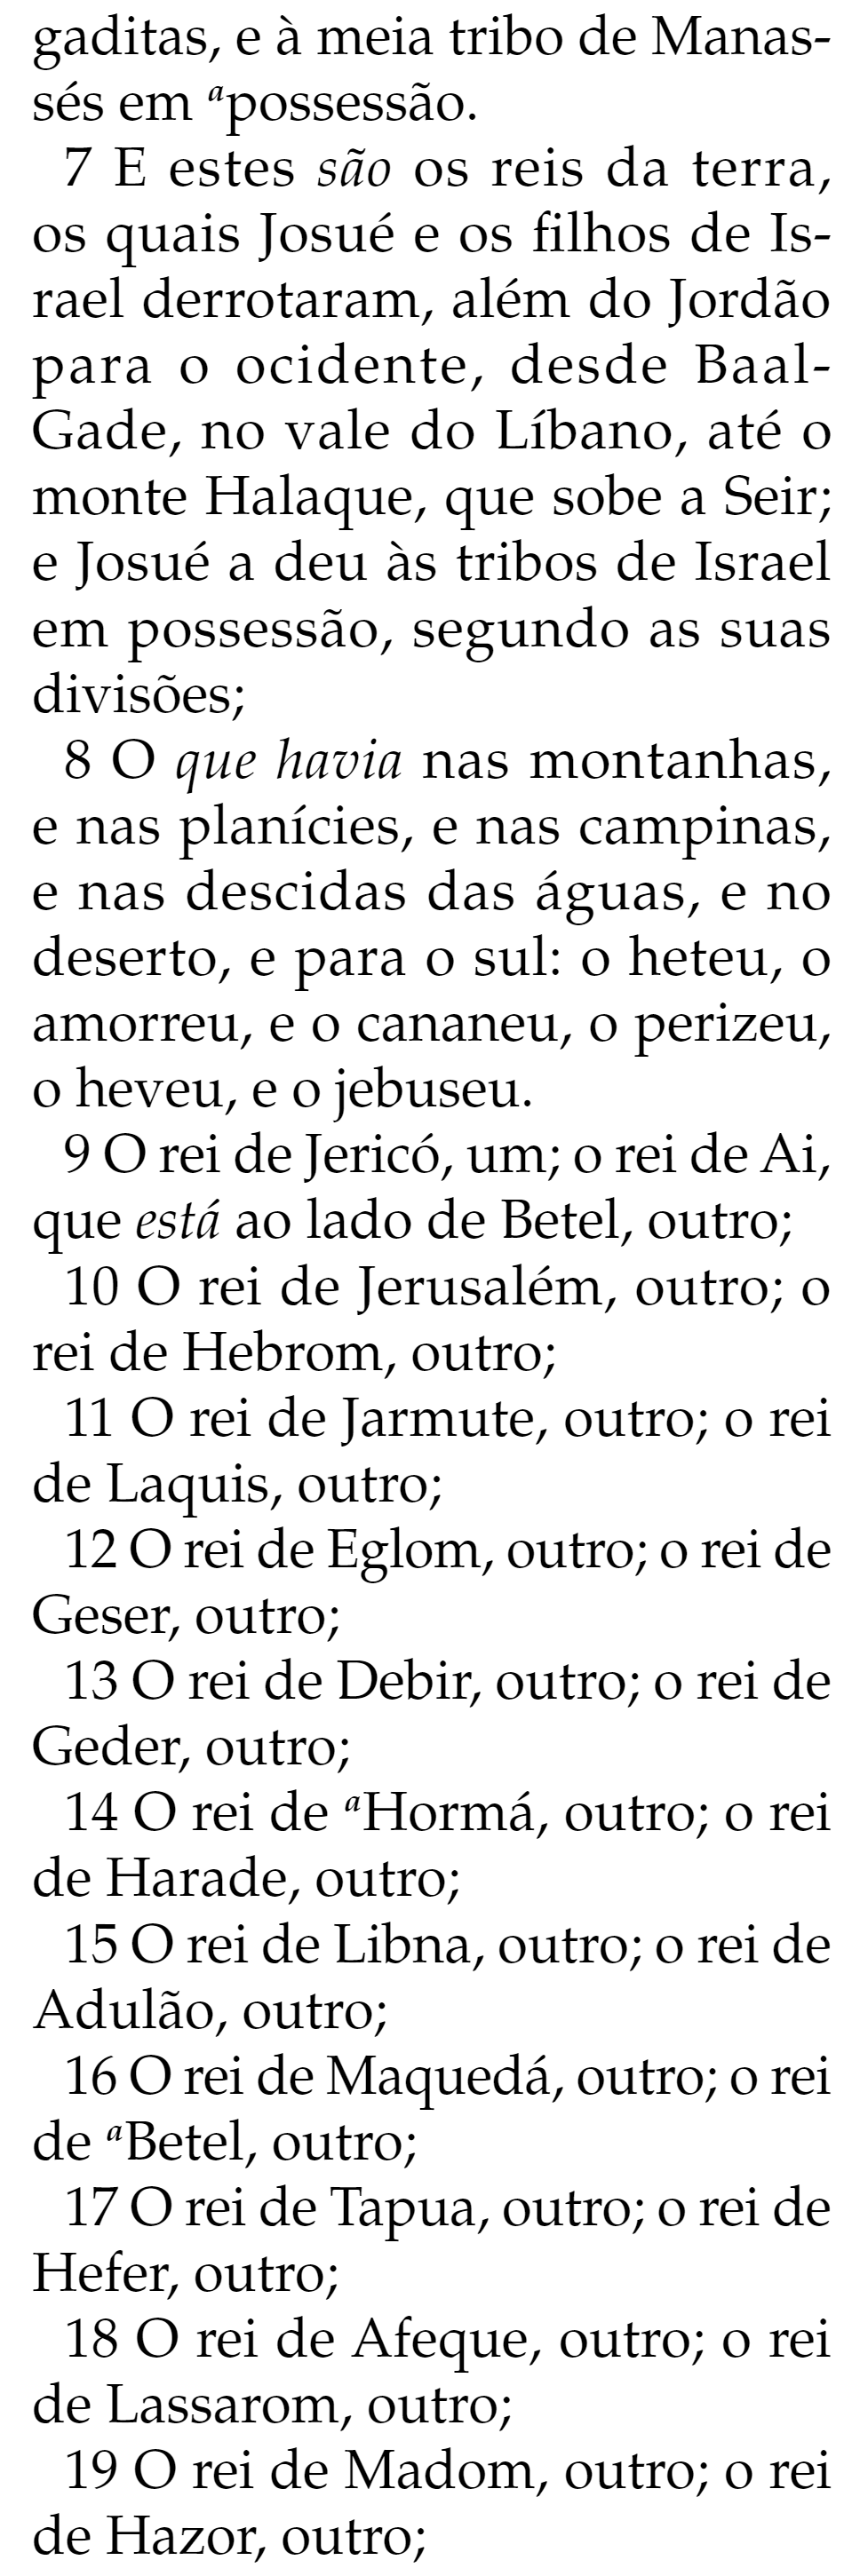 gaditas, e à meia tribo de Manas-
sés em ᵃpossessão.
7 E estes são os reis da terra,
os quais Josué e os filhos de Is-
rael derrotaram, além do Jordão
para o ocidente, desde Baal-
Gade, no vale do Líbano, até o
monte Halaque, que sobe a Seir;
e Josué a deu às tribos de Israel
em possessão, segundo as suas
divisões;
8 O que havia nas montanhas,
e nas planícies, e nas campinas,
e nas descidas das águas, e no
deserto, e para o sul: o heteu, o
amorreu, e o cananeu, o perizeu,
o heveu, e o jebuseu.
9 O rei de Jericó, um; o rei de Ai,
que está ao lado de Betel, outro;
10 O rei de Jerusalém, outro; o
rei de Hebrom, outro;
11 O rei de Jarmute, outro; o rei
de Laquis, outro;
12 O rei de Eglom, outro; o rei de
Geser, outro;
13 O rei de Debir, outro; o rei de
Geder, outro;
14 O rei de ᵃHormá, outro; o rei
de Harade, outro;
15 O rei de Libna, outro; o rei de
Adulão, outro;
16 O rei de Maquedá, outro; o rei
de ᵃBetel, outro;
17 O rei de Tapua, outro; o rei de
Hefer, outro;
18 O rei de Afeque, outro; o rei
de Lassarom, outro;
19 O rei de Madom, outro; o rei
de Hazor, outro;